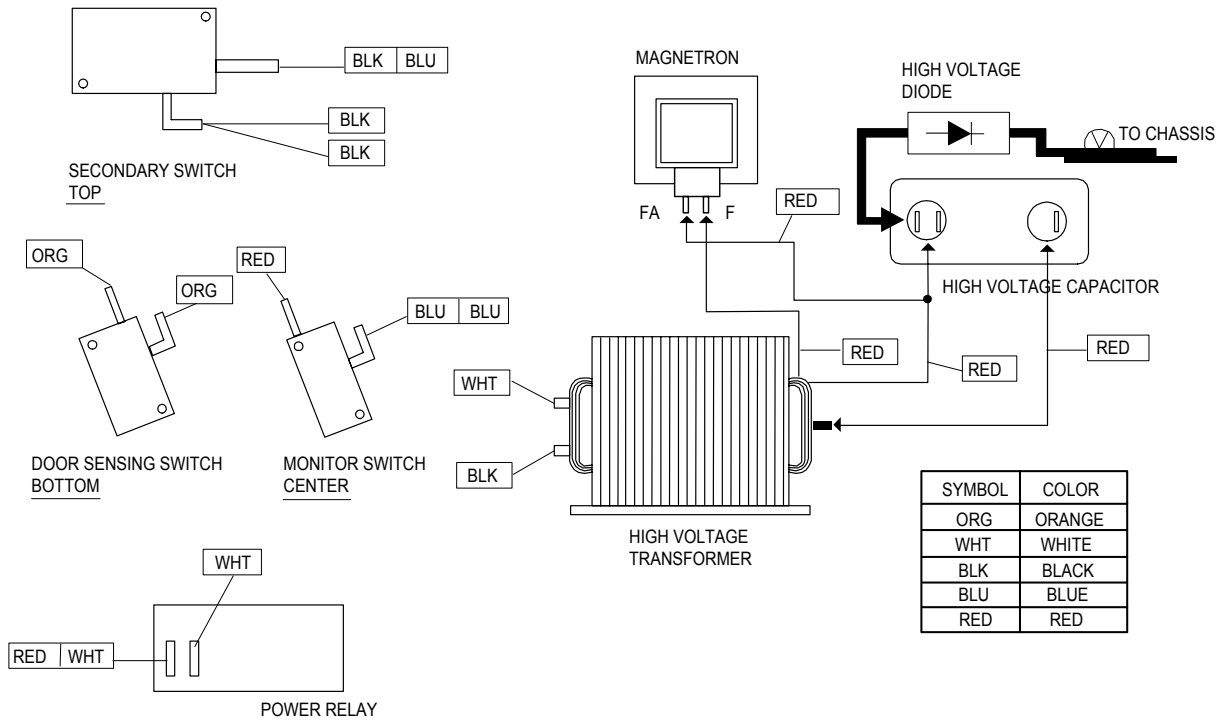 BLK BLU
BLK
BLK
SECONDARY SWITCH
TOP
MAGNETRON
FA
F
RED
HIGH VOLTAGE
DIODE
TO CHASSIS
HIGH VOLTAGE CAPACITOR
ORG
ORG
DOOR SENSING SWITCH
BOTTOM
RED
BLU BLU
MONITOR SWITCH
CENTER
WHT
BLK
RED
RED
RED
HIGH VOLTAGE
TRANSFORMER
SYMBOL COLOR
ORG ORANGE
WHT WHITE
BLK BLACK
BLU BLUE
RED RED
WHT
RED WHT
POWER RELAY